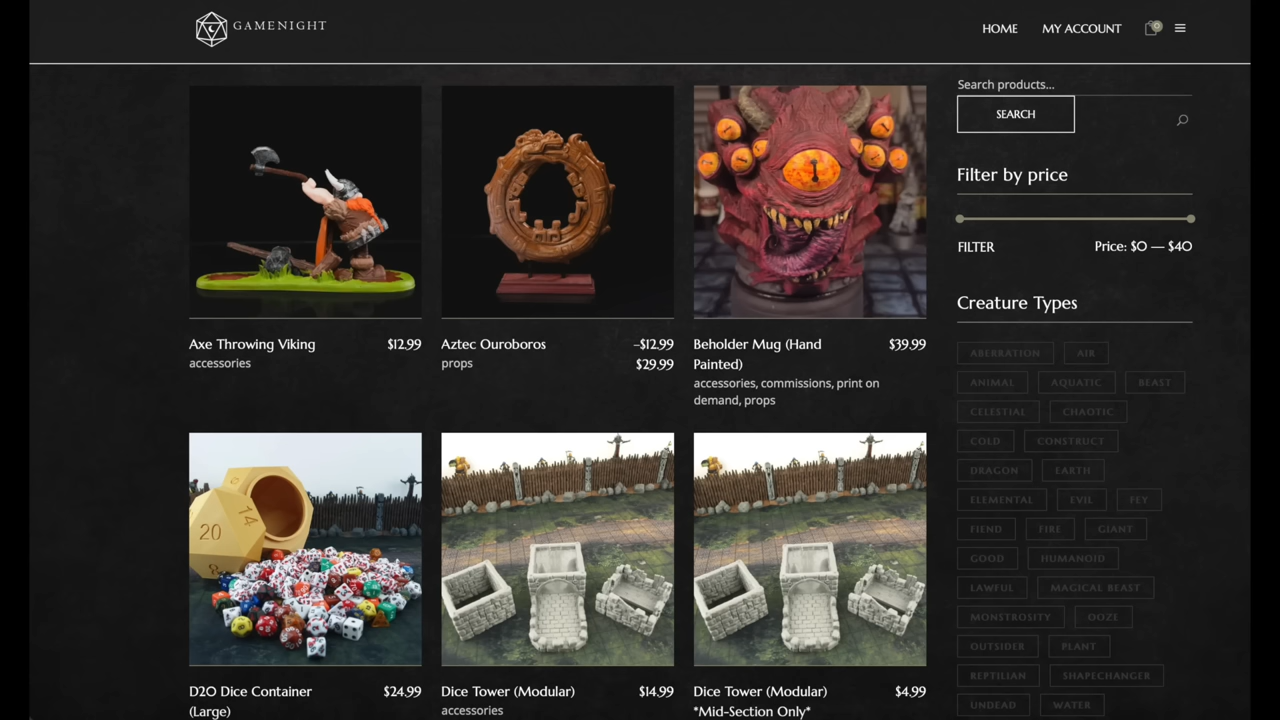 GAMENIGHT
HOME
MY ACCOUNT
0
Axe Throwing Viking
$12.99
accessories
Aztec Ouroboros
–$12.99
$29.99
props
Beholder Mug (Hand
Painted)
$39.99
accessories, commissions, print on
demand, props
20
14
8
D20 Dice Container
(Large)
$24.99
Dice Tower (Modular)
$14.99
accessories
Dice Tower (Modular)
*Mid-Section Only*
$4.99
Search products...
SEARCH
Filter by price
FILTER
Price: $0 — $40
Creature Types
ABERRATION AIR
ANIMAL AQUATIC BEAST
CELESTIAL CHAOTIC
COLD CONSTRUCT
DRAGON EARTH
ELEMENTAL EVIL FEY
FIEND FIRE GIANT
GOOD HUMANOID
LAWFUL MAGICAL BEAST
MONSTROSITY OOZE
OUTSIDER PLANT
REPTILIAN SHAPECHANGER
UNDEAD WATER